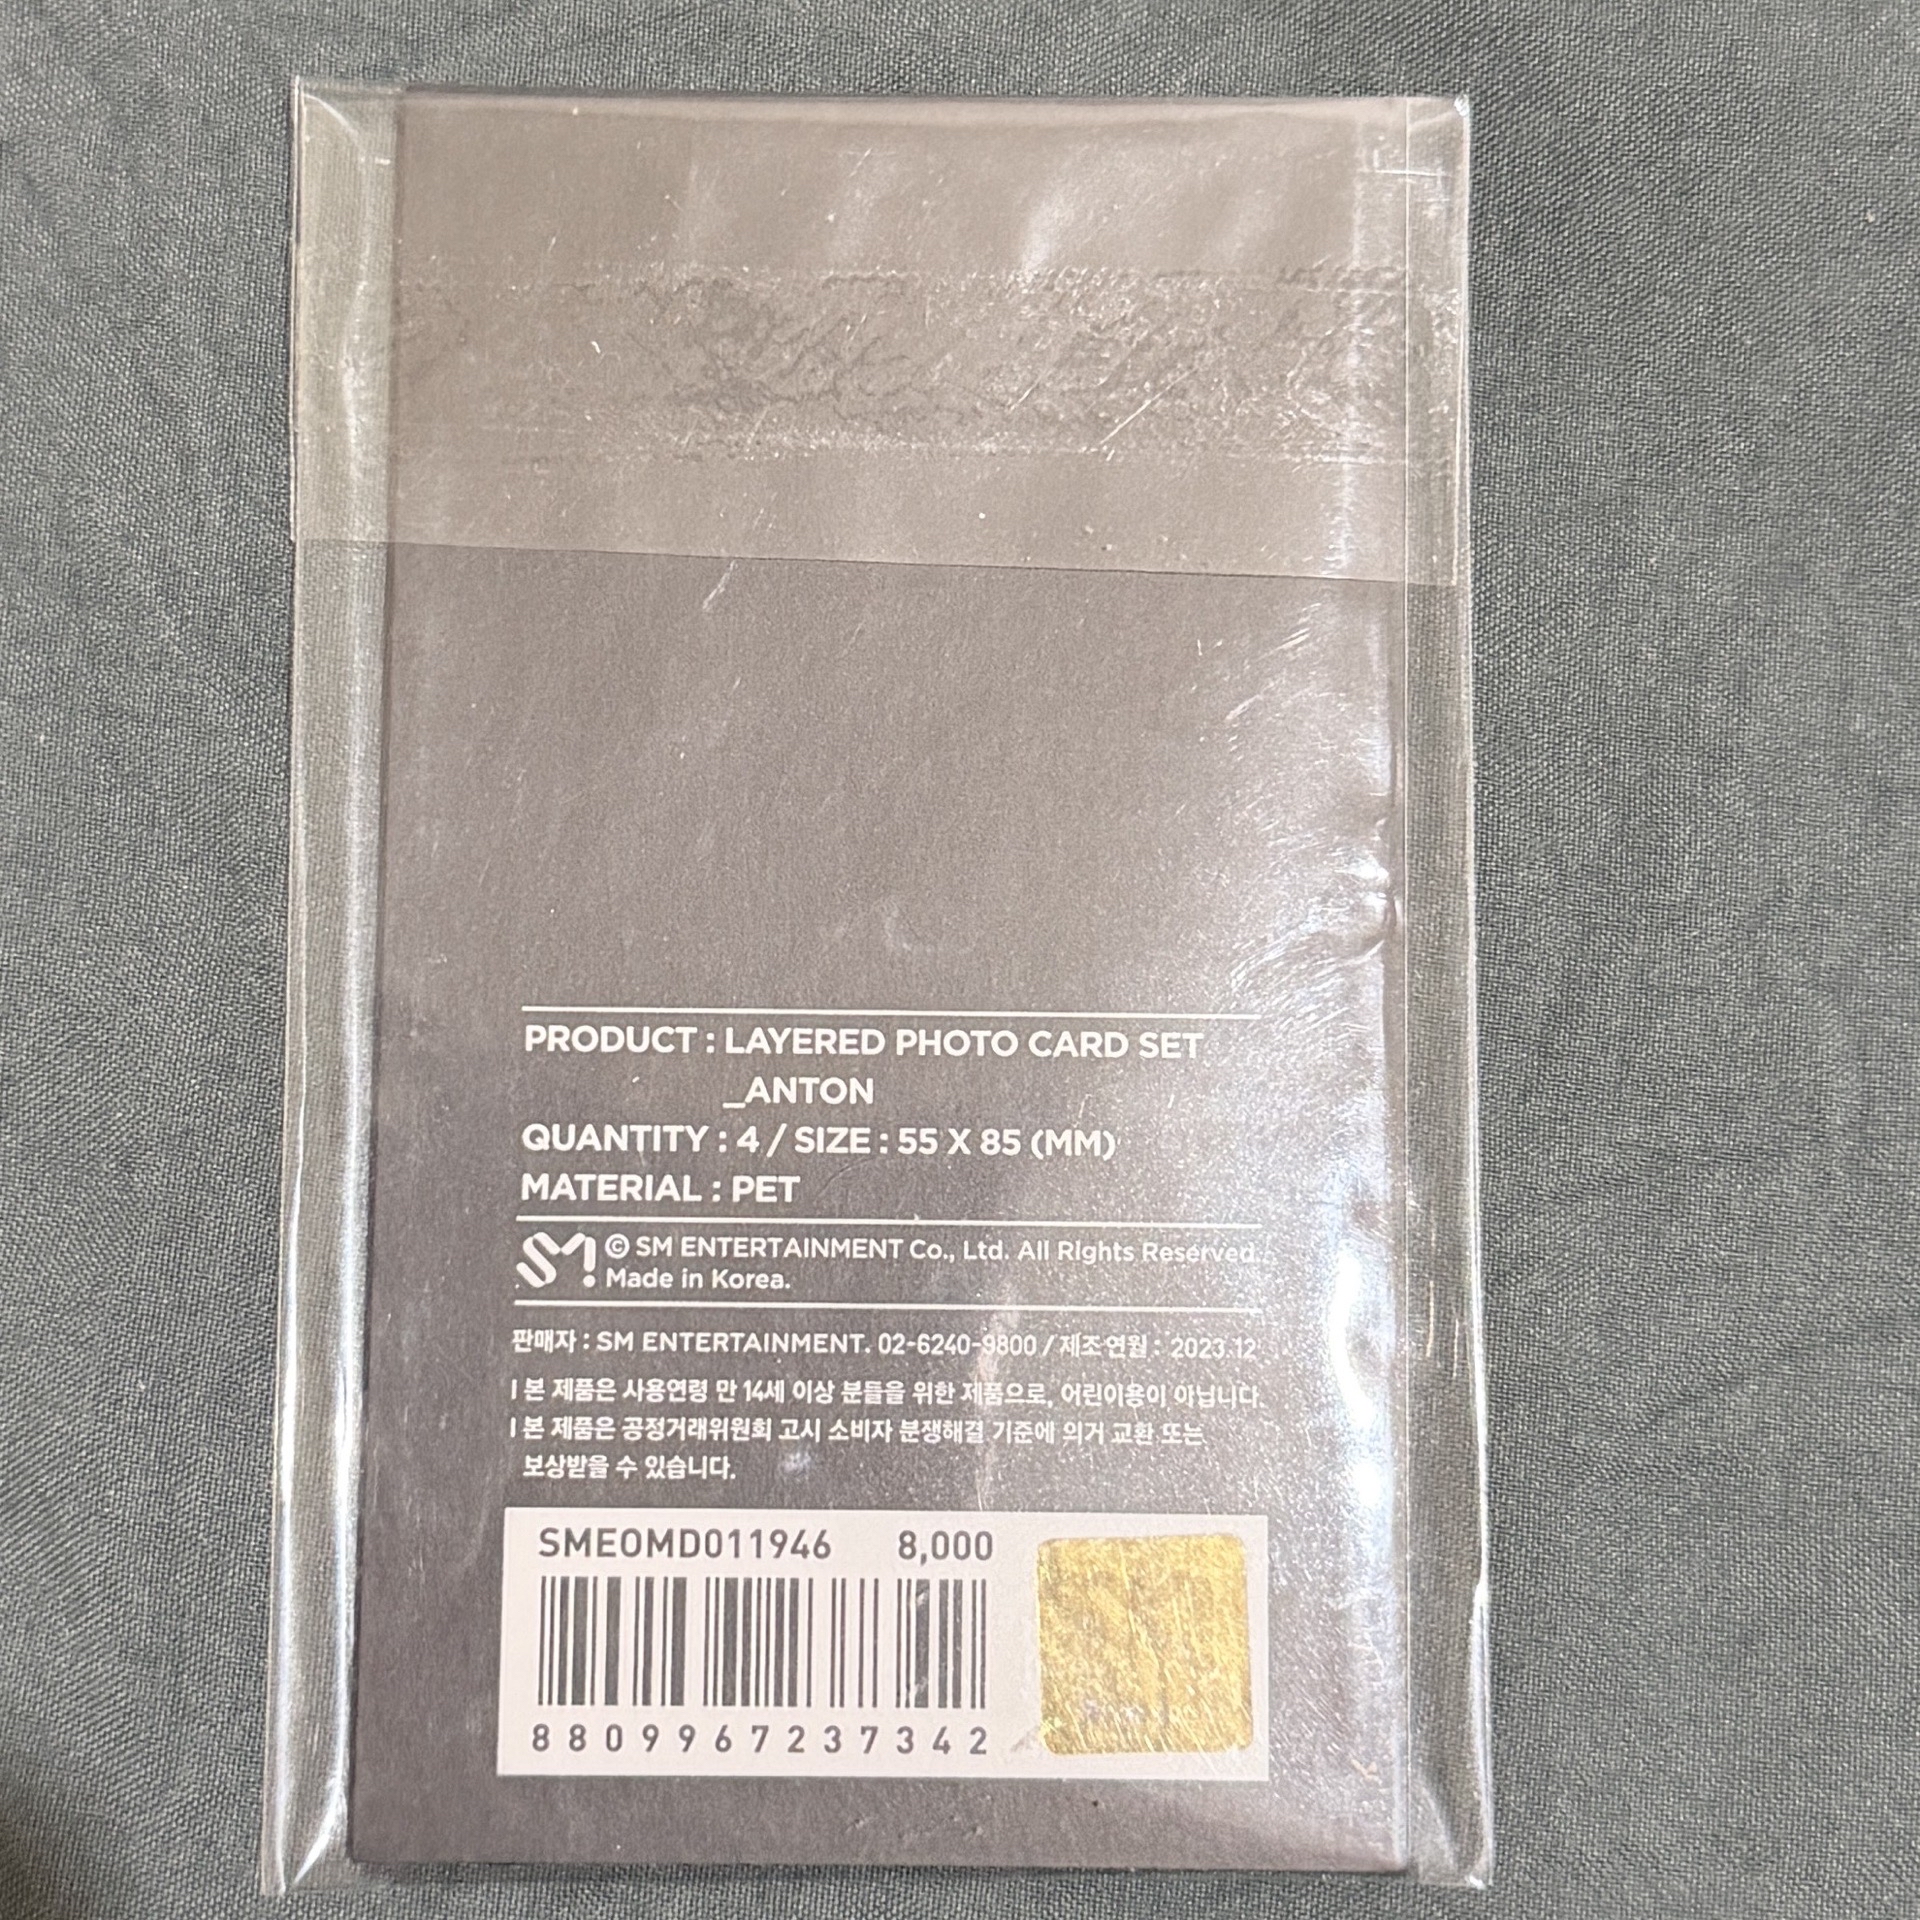 PRODUCT : LAYERED PHOTO CARD SET
_ANTON
QUANTITY : 4 / SIZE : 55 X 85 (MM)
MATERIAL : PET
SM! © SM ENTERTAINMENT Co., Ltd. All Rights Reserved.
Made in Korea.
판매자 : SM ENTERTAINMENT. 02-6240-9800 / 제조연월 : 2023.12
I 본 제품은 사용연령 만 14세 이상 분들을 위한 제품으로, 어린이용이 아닙니다.
I 본 제품은 공정거래위원회 고시 소비자 분쟁해결 기준에 의거 교환 또는
보상받을 수 있습니다.
SMEOMD011946 8,000
8809967237342